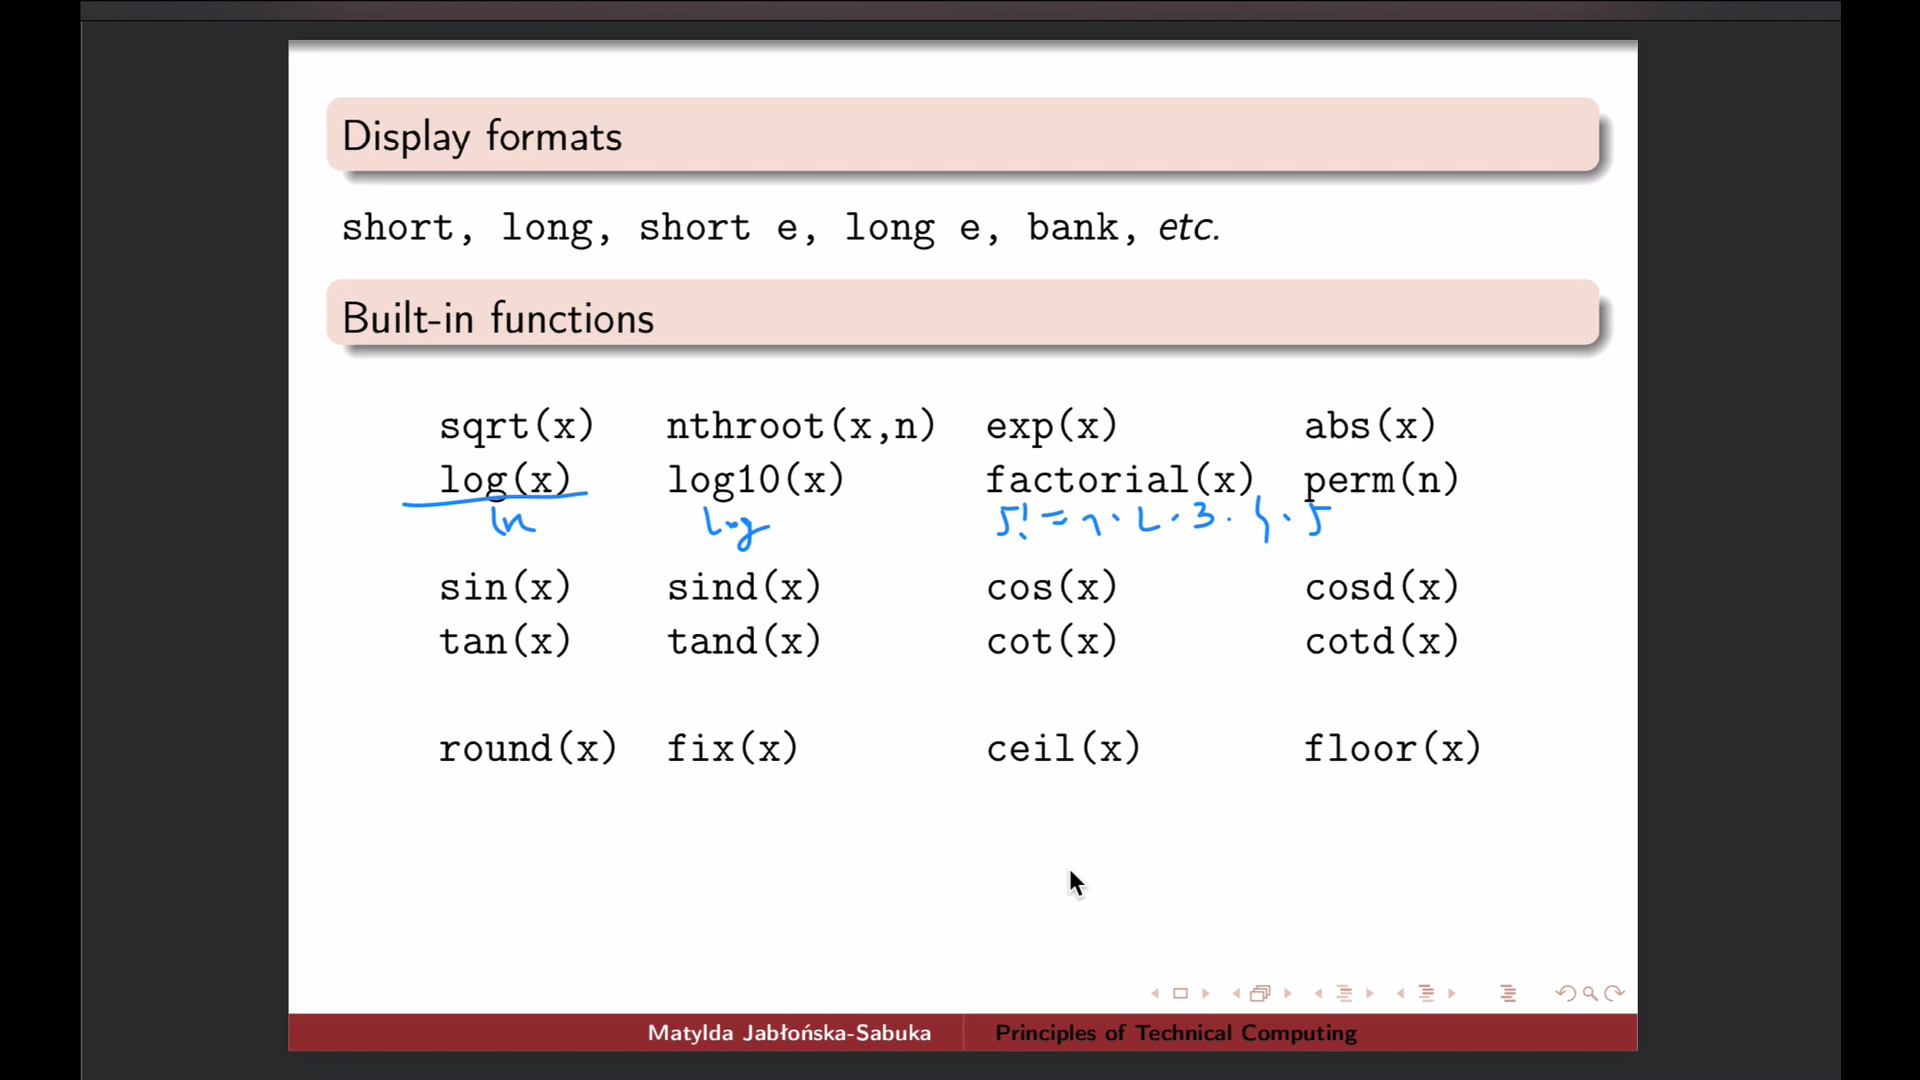 Display formats
short, long, short e, long e, bank, etc.
Built-in functions
sqrt(x) nthroot(x,n) exp(x) abs(x)
log(x) log10(x) factorial(x) perm(n)
ln log 5! = 1 · 2 · 3 · 4 · 5
sin(x) sind(x) cos(x) cosd(x)
tan(x) tand(x) cot(x) cotd(x)
round(x) fix(x) ceil(x) floor(x)
Matylda Jabłońska-Sabuka Principles of Technical Computing